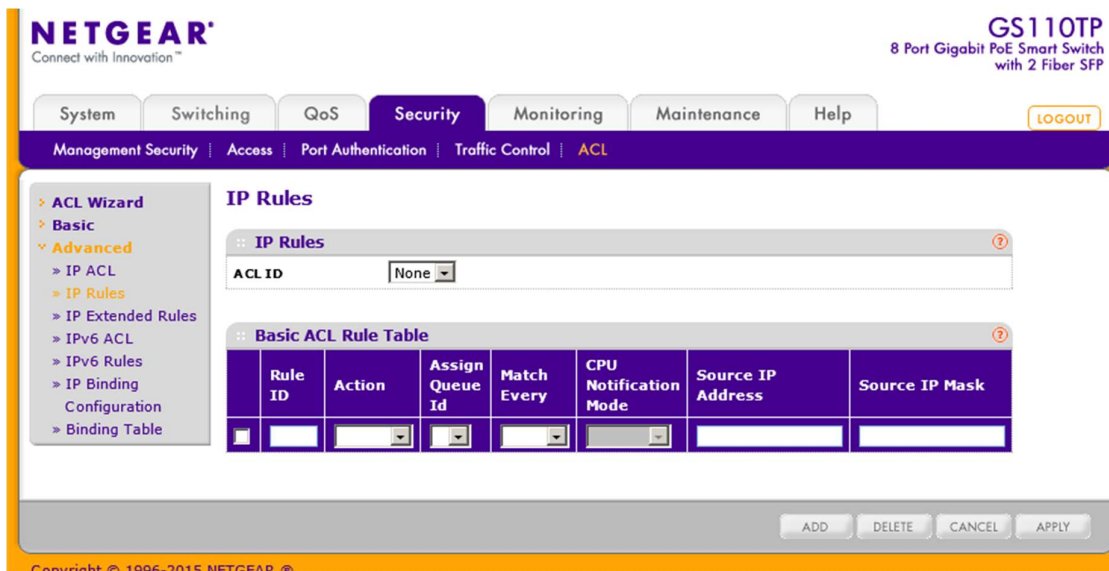 NETGEAR®
Connect with Innovation™
GS110TP
8 Port Gigabit PoE Smart Switch
with 2 Fiber SFP
System Switching QoS Security Monitoring Maintenance Help LOGOUT
Management Security Access Port Authentication Traffic Control ACL
ACL Wizard
Basic
Advanced
» IP ACL
» IP Rules
» IP Extended Rules
» IPv6 ACL
» IPv6 Rules
» IP Binding
Configuration
» Binding Table
IP Rules
IP Rules ?
ACL ID None
Basic ACL Rule Table ?
Rule ID Action Assign Queue Id Match Every CPU Notification Mode Source IP Address Source IP Mask
ADD DELETE CANCEL APPLY
Copyright © 1996-2015 NETGEAR ®